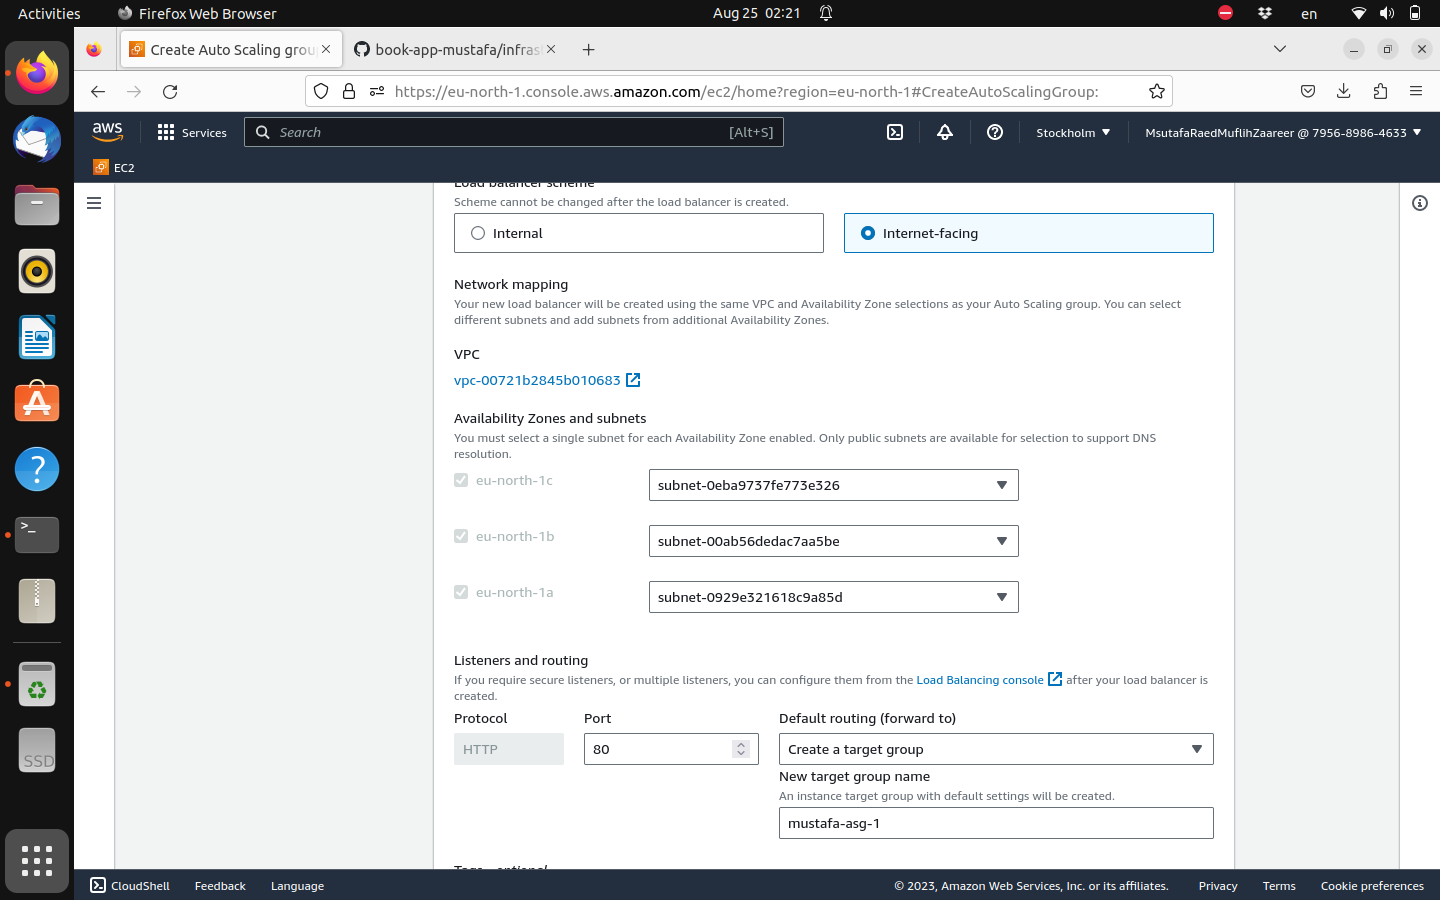 Activities
Firefox Web Browser
Aug 25 02:21
en
Create Auto Scaling grou
book-app-mustafa/infras
https://eu-north-1.console.aws.amazon.com/ec2/home?region=eu-north-1#CreateAutoScalingGroup:
aws
Services
Search
[Alt+S]
Stockholm
MsutafaRaedMuflihZaareer @ 7956-8986-4633
EC2
Load balancer scheme
Scheme cannot be changed after the load balancer is created.
Internal
Internet-facing
Network mapping
Your new load balancer will be created using the same VPC and Availability Zone selections as your Auto Scaling group. You can select
different subnets and add subnets from additional Availability Zones.
VPC
vpc-00721b2845b010683
Availability Zones and subnets
You must select a single subnet for each Availability Zone enabled. Only public subnets are available for selection to support DNS
resolution.
eu-north-1c
subnet-0eba9737fe773e326
eu-north-1b
subnet-00ab56dedac7aa5be
eu-north-1a
subnet-0929e321618c9a85d
Listeners and routing
If you require secure listeners, or multiple listeners, you can configure them from the Load Balancing console after your load balancer is
created.
Protocol
Port
Default routing (forward to)
HTTP
80
Create a target group
New target group name
An instance target group with default settings will be created.
mustafa-asg-1
Tags - optional
SSD
CloudShell
Feedback
Language
© 2023, Amazon Web Services, Inc. or its affiliates.
Privacy
Terms
Cookie preferences